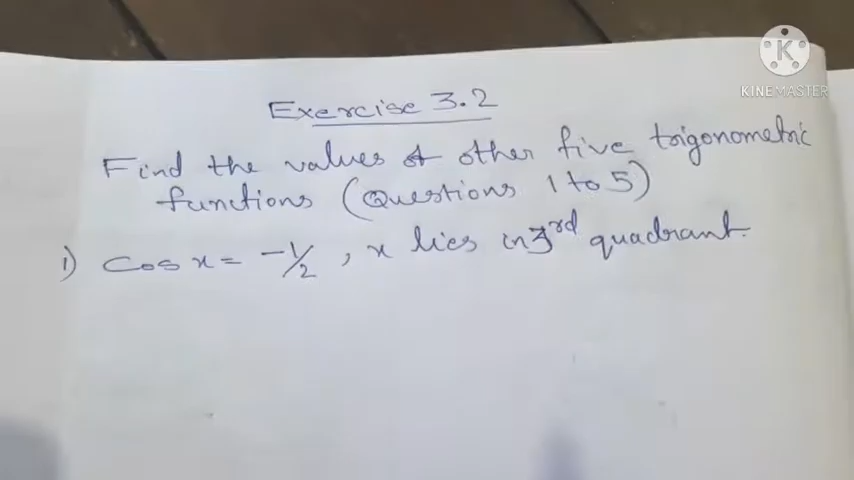 KINEMASTER
Exercise 3.2
Find the values of other five trigonometric
functions (Questions 1 to 5)
1) Cos x = -1/2, x lies in 3rd quadrant.